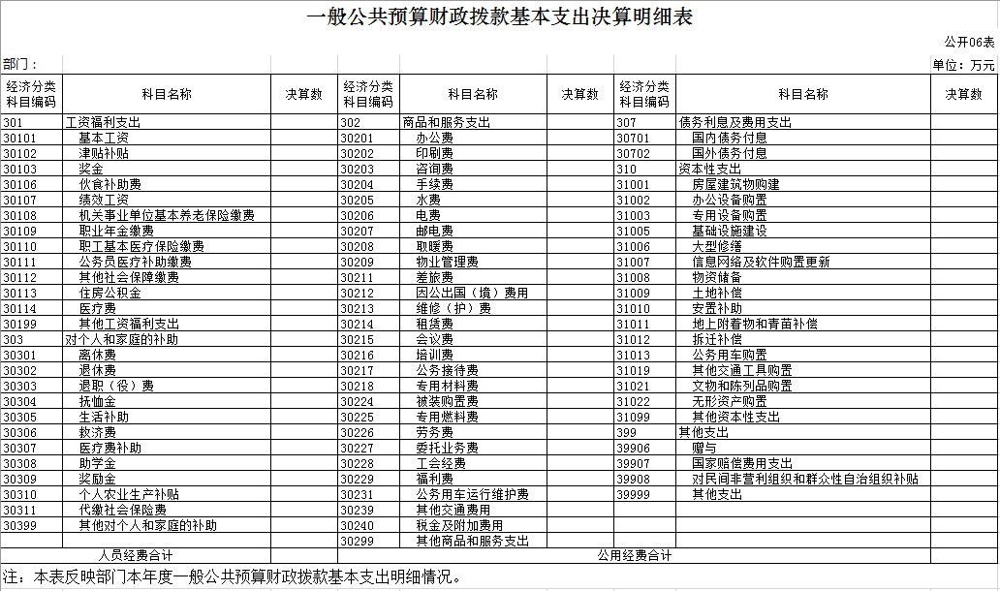 一般公共预算财政拨款基本支出决算明细表
公开06表
部门： 单位：万元
经济分类科目编码 科目名称 决算数 经济分类科目编码 科目名称 决算数 经济分类科目编码 科目名称 决算数
301 工资福利支出 302 商品和服务支出 307 债务利息及费用支出
30101 基本工资 30201 办公费 30701 国内债务付息
30102 津贴补贴 30202 印刷费 30702 国外债务付息
30103 奖金 30203 咨询费 310 资本性支出
30106 伙食补助费 30204 手续费 31001 房屋建筑物购建
30107 绩效工资 30205 水费 31002 办公设备购置
30108 机关事业单位基本养老保险缴费 30206 电费 31003 专用设备购置
30109 职业年金缴费 30207 邮电费 31005 基础设施建设
30110 职工基本医疗保险缴费 30208 取暖费 31006 大型修缮
30111 公务员医疗补助缴费 30209 物业管理费 31007 信息网络及软件购置更新
30112 其他社会保障缴费 30211 差旅费 31008 物资储备
30113 住房公积金 30212 因公出国（境）费用 31009 土地补偿
30114 医疗费 30213 维修（护）费 31010 安置补助
30199 其他工资福利支出 30214 租赁费 31011 地上附着物和青苗补偿
303 对个人和家庭的补助 30215 会议费 31012 拆迁补偿
30301 离休费 30216 培训费 31013 公务用车购置
30302 退休费 30217 公务接待费 31019 其他交通工具购置
30303 退职（役）费 30218 专用材料费 31021 文物和陈列品购置
30304 抚恤金 30224 被装购置费 31022 无形资产购置
30305 生活补助 30225 专用燃料费 31099 其他资本性支出
30306 救济费 30226 劳务费 399 其他支出
30307 医疗费补助 30227 委托业务费 39906 赠与
30308 助学金 30228 工会经费 39907 国家赔偿费用支出
30309 奖励金 30229 福利费 39908 对民间非营利组织和群众性自治组织补贴
30310 个人农业生产补贴 30231 公务用车运行维护费 39999 其他支出
30311 代缴社会保险费 30239 其他交通费用
30399 其他对个人和家庭的补助 30240 税金及附加费用
30299 其他商品和服务支出
人员经费合计 公用经费合计
注：本表反映部门本年度一般公共预算财政拨款基本支出明细情况。